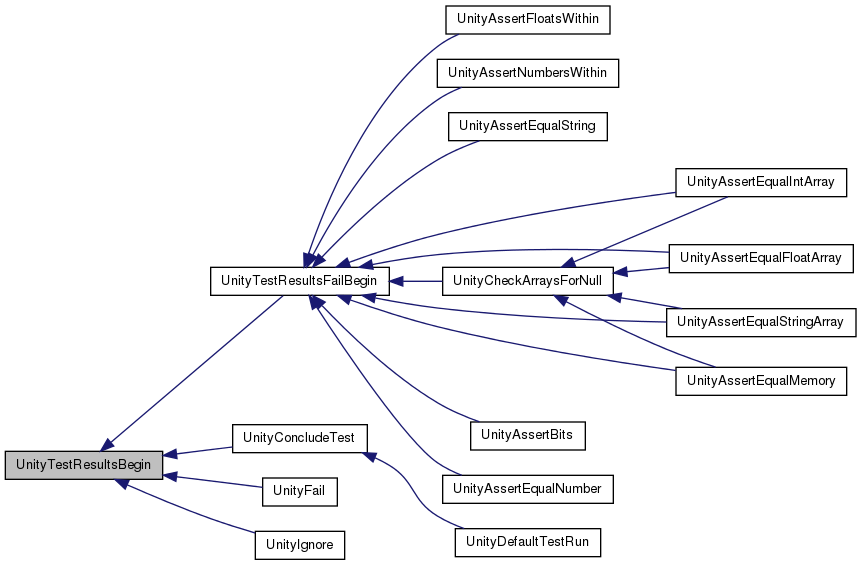 UnityAssertFloatsWithin
UnityAssertNumbersWithin
UnityAssertEqualString
UnityAssertEqualIntArray
UnityAssertEqualFloatArray
UnityTestResultsFailBegin
UnityCheckArraysForNull
UnityAssertEqualStringArray
UnityAssertEqualMemory
UnityAssertBits
UnityConcludeTest
UnityTestResultsBegin
UnityFail
UnityAssertEqualNumber
UnityIgnore
UnityDefaultTestRun